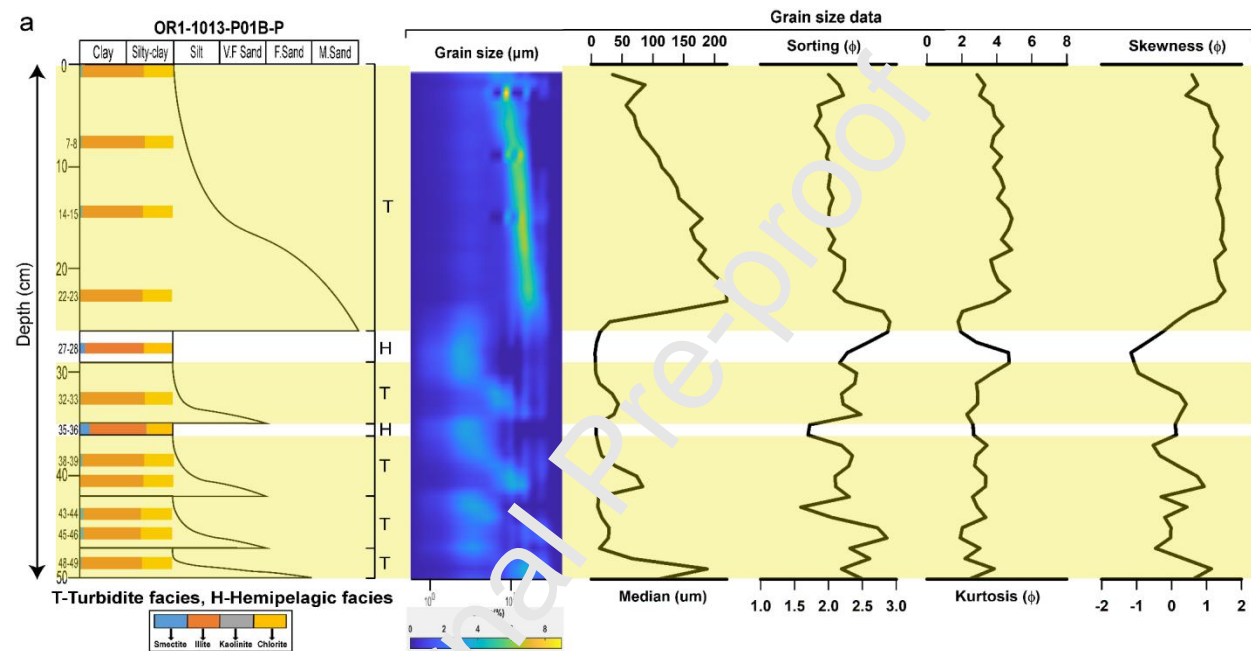 a
OR1-1013-P01B-P
Grain size data
Clay Silty-clay Silt V.F Sand F.Sand M.Sand
Grain size (µm)
0 50 100 150 200
Sorting (ϕ)
0 2 4 6 8
Skewness (ϕ)
Depth (cm)
0
7-8
10
14-15
20
22-23
27-28
30
32-33
35-36
38-39
40
43-44
45-46
48-49
50
T
H
T
H
T
T
T
Pre-proof
T-Turbidite facies, H-Hemipelagic facies
Smectite Illite Kaolinite Chlorite
10⁰
(%)
0 2 4 6 8
Median (um)
1.0 1.5 2.0 2.5 3.0
Kurtosis (ϕ)
-2 -1 0 1 2